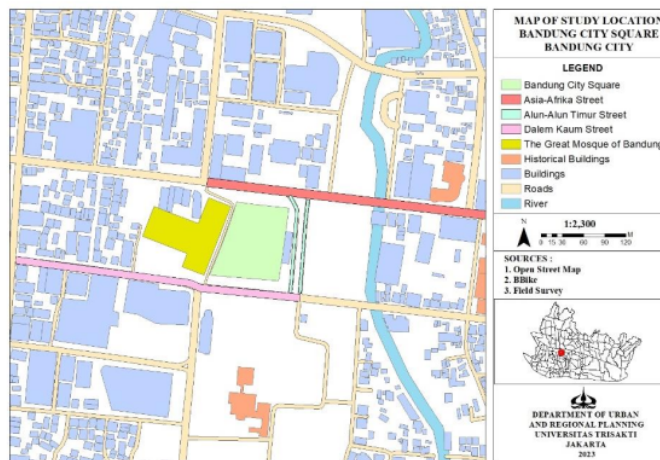 MAP OF STUDY LOCATION
BANDUNG CITY SQUARE
BANDUNG CITY
LEGEND
Bandung City Square
Asia-Afrika Street
Alun-Alun Timur Street
Dalem Kaum Street
The Great Mosque of Bandung
Historical Buildings
Buildings
Roads
River
N
1:2,300
M
0 15 30 60 90 120
SOURCES :
1. Open Street Map
2. BBike
3. Field Survey
DEPARTMENT OF URBAN
AND REGIONAL PLANNING
UNIVERSITAS TRISAKTI
JAKARTA
2023